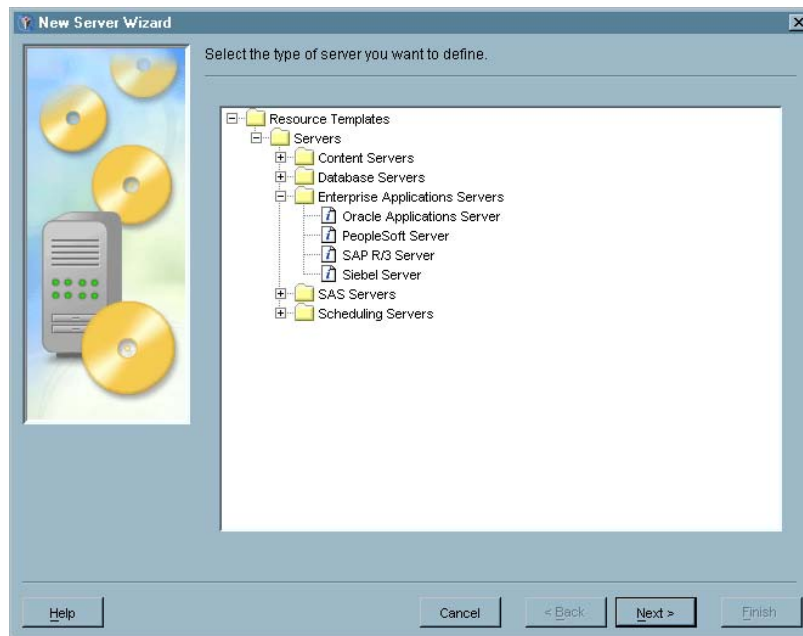 New Server Wizard
Select the type of server you want to define.
Resource Templates
Servers
Content Servers
Database Servers
Enterprise Applications Servers
Oracle Applications Server
PeopleSoft Server
SAP R/3 Server
Siebel Server
SAS Servers
Scheduling Servers
Help Cancel < Back Next > Finish